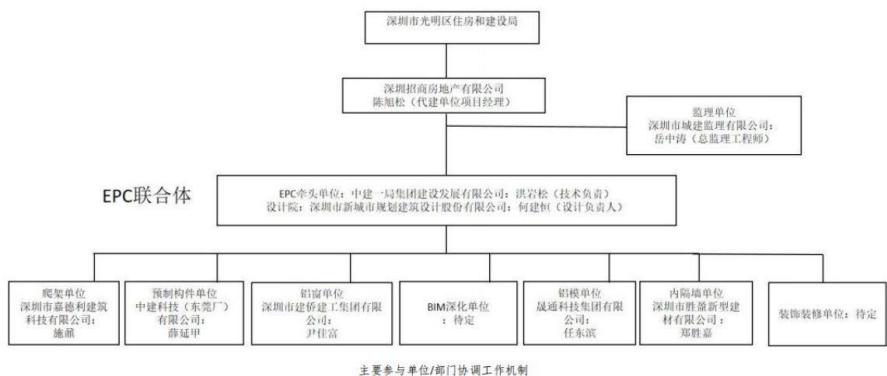 深圳市光明区住房和建设局
深圳招商房地产有限公司
陈旭松（代建单位项目经理）
监理单位
深圳市城建监理有限公司：
岳中涛（总监理工程师）
EPC联合体
EPC牵头单位：中建一局集团建设发展有限公司：洪岩松（技术负责）
设计院：深圳市新城市规划建筑设计股份有限公司：何建恒（设计负责人）
爬架单位
深圳市嘉德利建筑
科技有限公司：
施鼐
预制构件单位
中建科技（东莞厂）
有限公司：
薛延甲
铝窗单位
深圳市建侨建工集团有限
公司：
尹佳富
BIM深化单位
：待定
铝模单位
晟通科技集团有限
公司：
任东滨
内隔墙单位
深圳市胜盈新型建
材有限公司：
郑胜嘉
装饰装修单位：待定
主要参与单位/部门协调工作机制